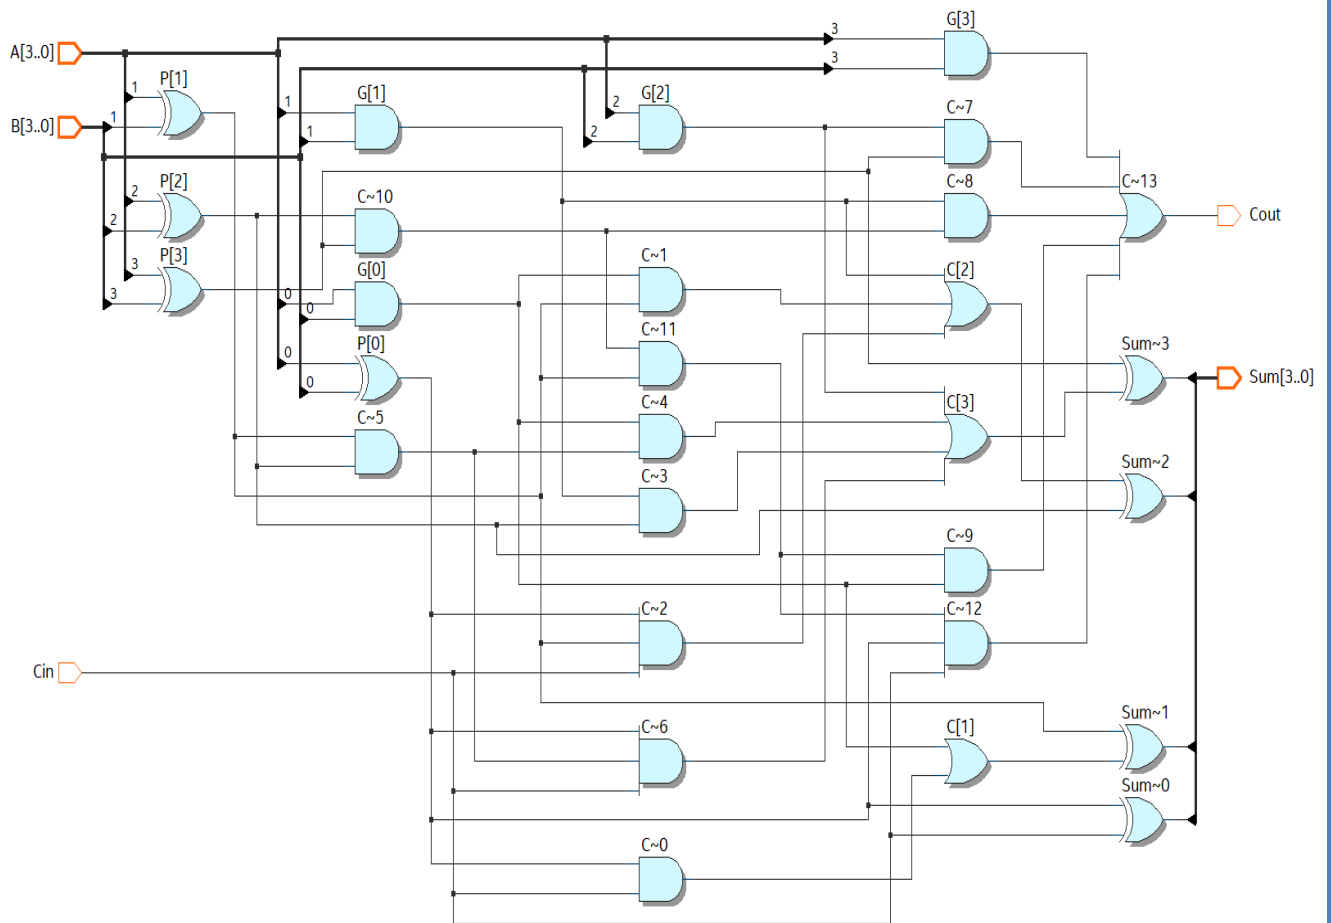 G[3]
3
A[3..0]
3
P[1]
1
G[1]
G[2]
1
2
C~7
B[3..0]
1
1
2
P[2]
C~8
C~13
2
C~10
Cout
2
P[3]
C~1
C[2]
3
G[0]
3
0
0
C~11
P[0]
Sum~3
0
Sum[3..0]
0
C~4
C[3]
C~5
Sum~2
C~3
C~9
C~2
C~12
Cin
Sum~1
C~6
C[1]
Sum~0
C~0